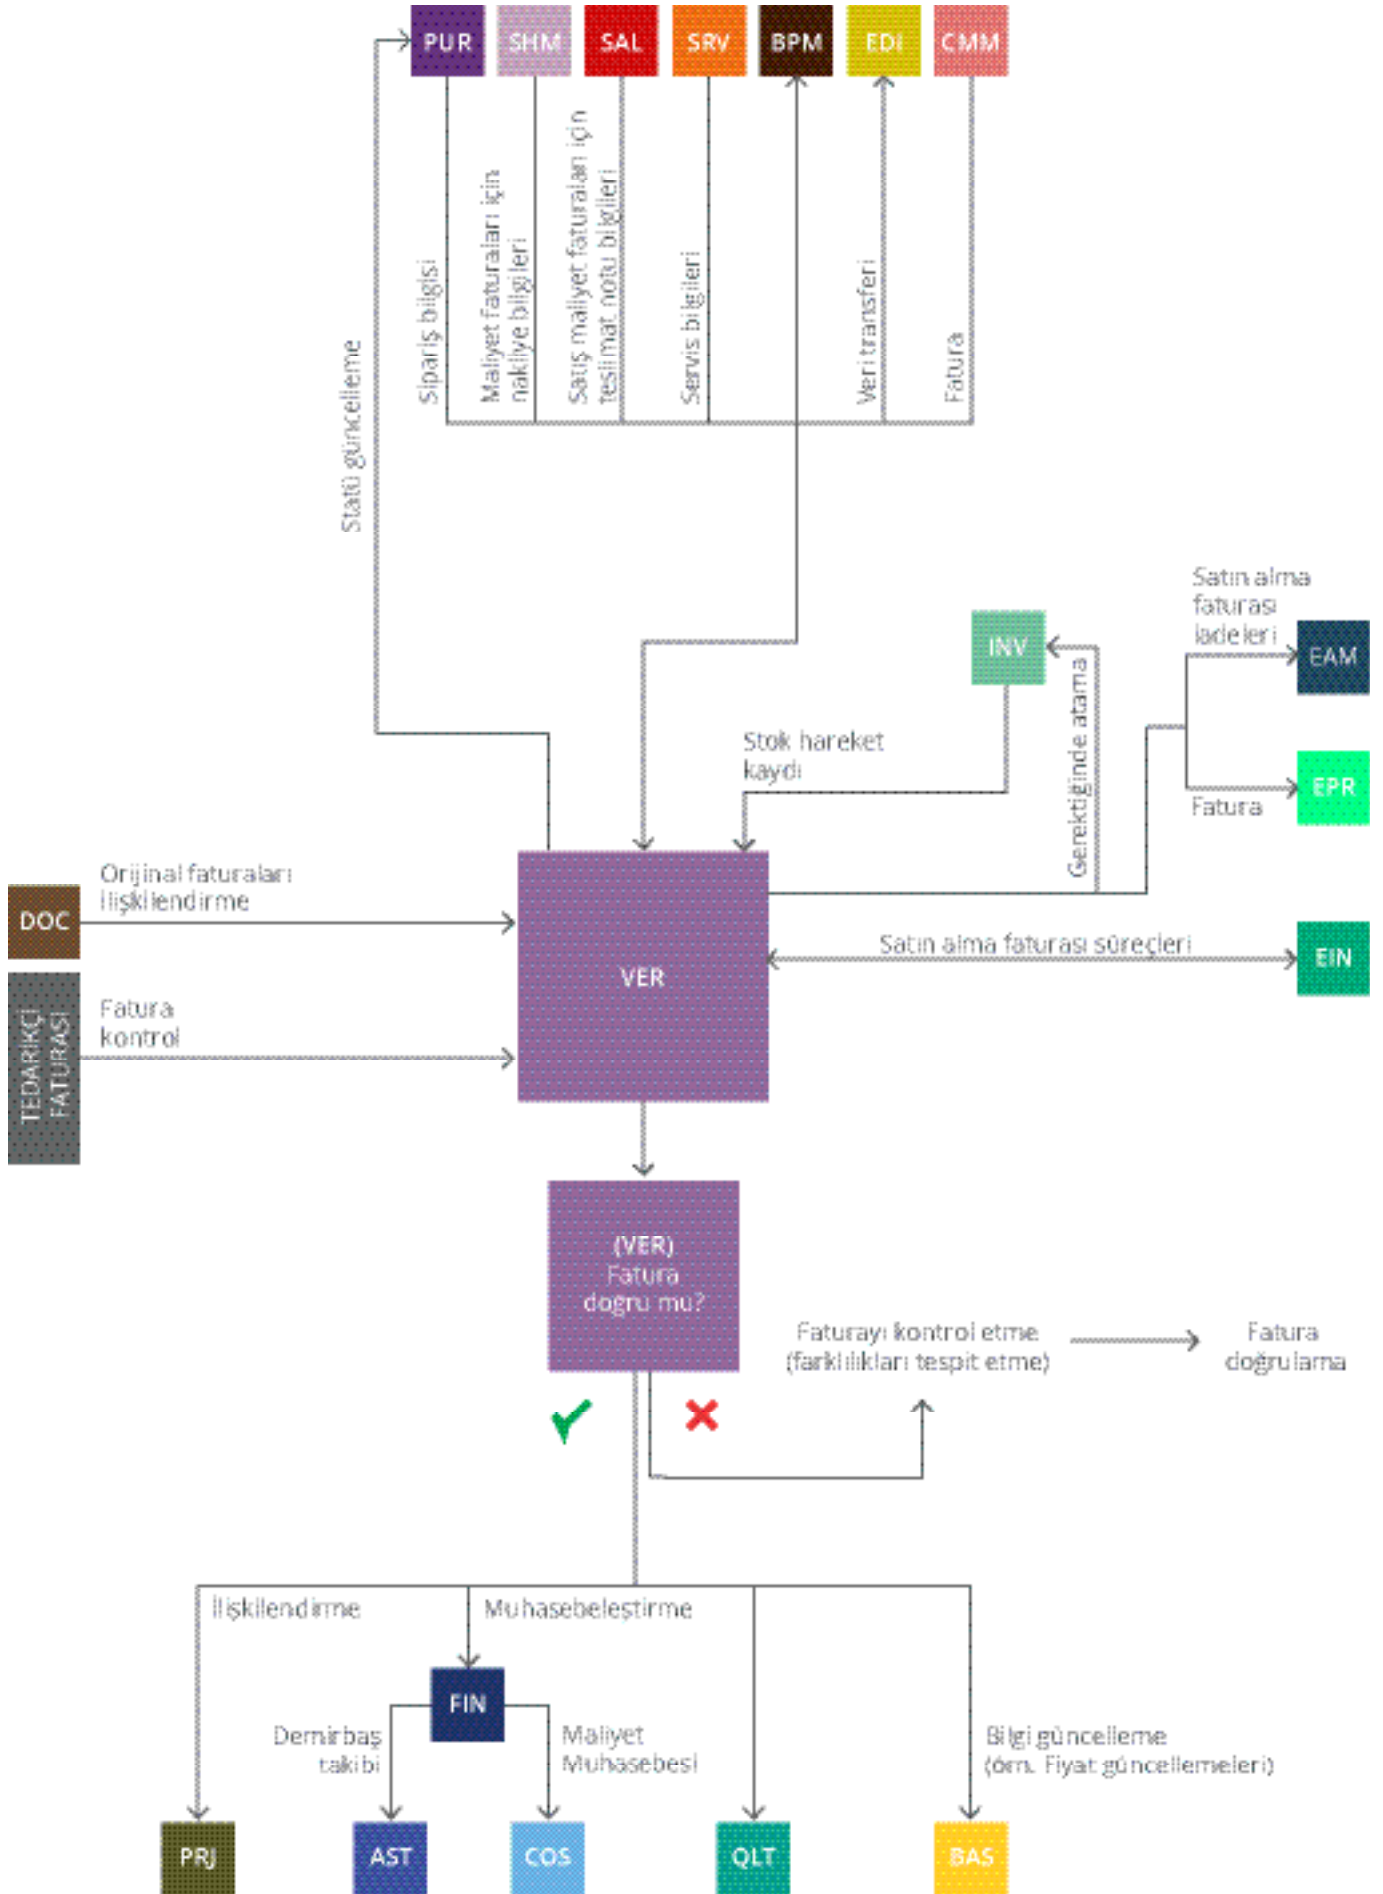 PUR
SHM
SAL
SRV
BPM
EDI
CMM
Statü güncelleme
Sipariş bilgisi
Maliyet faturaları için
nakliye bilgileri
Satış maliyet faturaları için
teslimat notu bilgileri
Servis bilgileri
Veri transferi
Fatura
Satın alma
faturası
iadeleri
INV
EAM
Gerektiğinde atama
Stok hareket
kaydı
EPR
Fatura
Orijinal faturaları
ilişkilendirme
DOC
Satın alma faturası süreçleri
EIN
VER
TEDARİKÇİ
FATURASI
Fatura
kontrol
(VER)
Fatura
doğru mu?
Faturayı kontrol etme
(farklılıkları tespit etme)
Fatura
doğrulama
İlişkilendirme
Muhasebeleştirme
FIN
Demirbaş
takibi
Maliyet
Muhasebesi
Bilgi güncelleme
(örn. Fiyat güncellemeleri)
PRJ
AST
COS
QLT
BAS